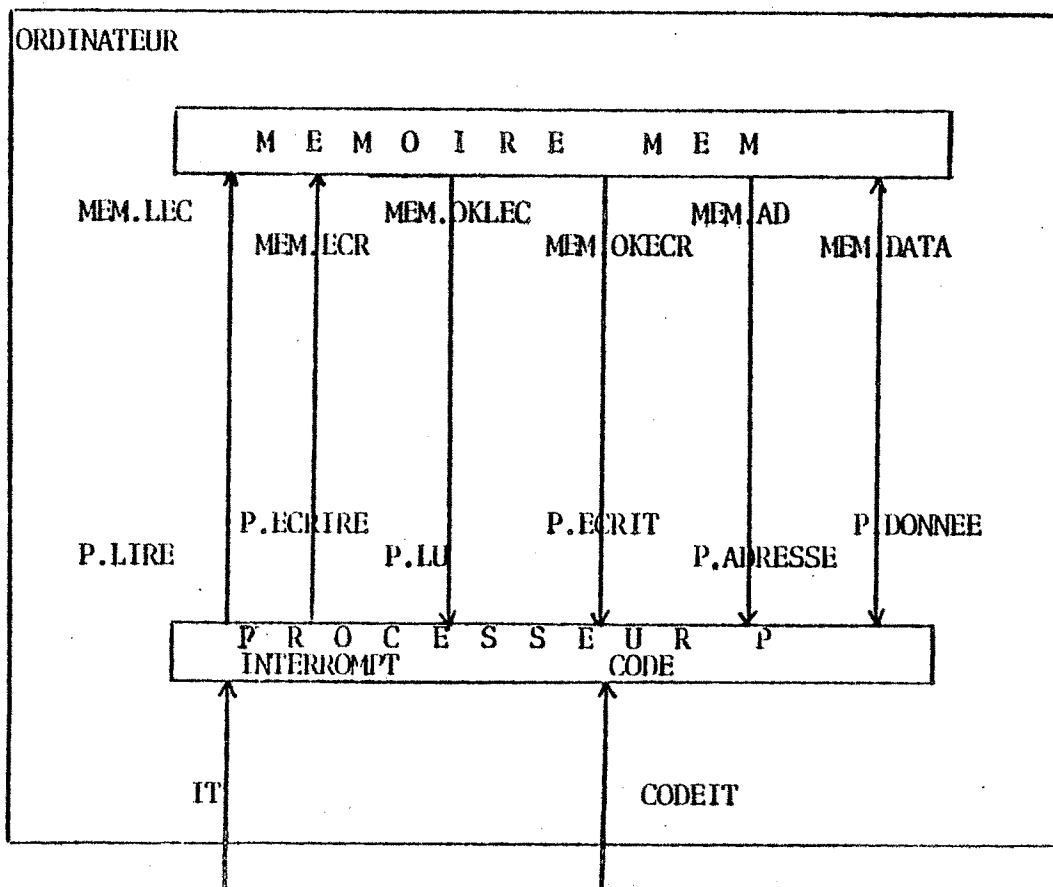 ORDINATEUR
M E M O I R E M E M
MEM.LEC MEM.OKLEC MEM.AD
MEM.ECR MEM.OKECR MEM.DATA
P.ECRIRE P.ECRIT P.DONNEE
P.LIRE P.LU P.ADRESSE
P R O C E S S E U R P
INTERROMPT CODE
IT CODEIT